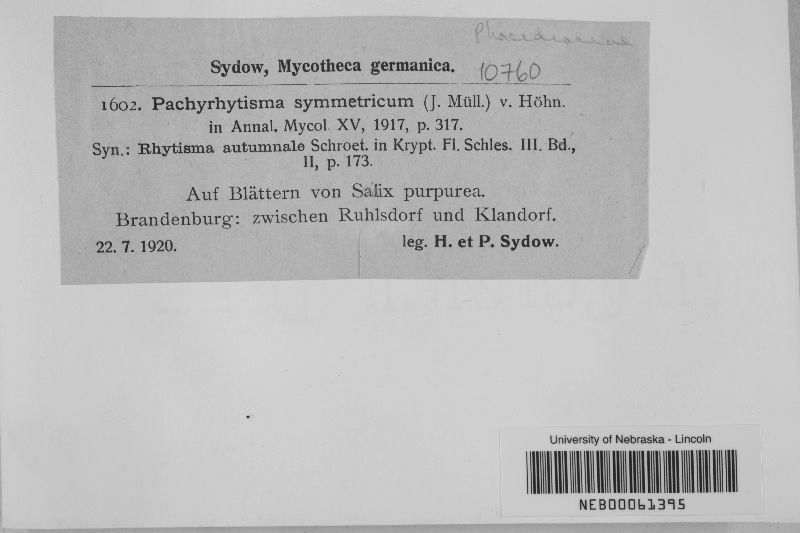 Phacidiaceae
Sydow, Mycotheca germanica. 10760
1602. Pachyrhytisma symmetricum (J. Müll.) v. Höhn.
in Annal. Mycol. XV, 1917, p. 317.
Syn.: Rhytisma autumnale Schroet. in Krypt. Fl. Schles. III. Bd.,
II, p. 173.
Auf Blättern von Salix purpurea.
Brandenburg: zwischen Ruhlsdorf und Klandorf.
22. 7. 1920. leg. H. et P. Sydow.
University of Nebraska - Lincoln
NEB00061395